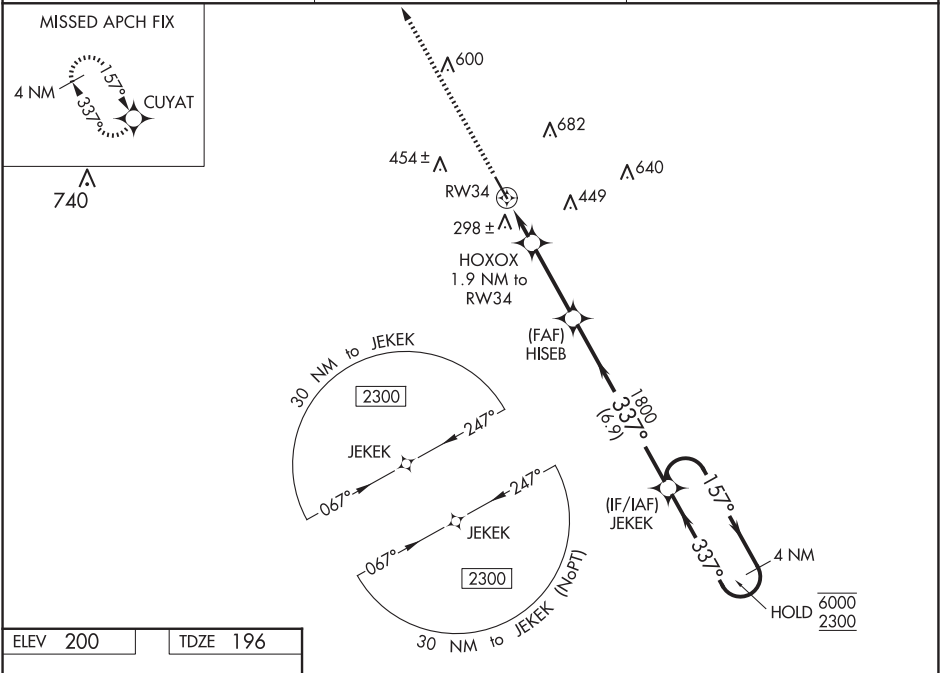 MISSED APCH FIX
157°
4 NM
337°
CUYAT
740
600
682
454 ±
640
RW34
449
298 ±
HOXOX
1.9 NM to
RW34
(FAF)
HISEB
30 NM to JEKEK
2300
247°
JEKEK
067°
1800
337°
(6.9)
247°
JEKEK
067°
2300
30 NM to JEKEK (NoPT)
(IF/IAF)
JEKEK
157°
337°
4 NM
HOLD
6000
2300
ELEV 200
TDZE 196